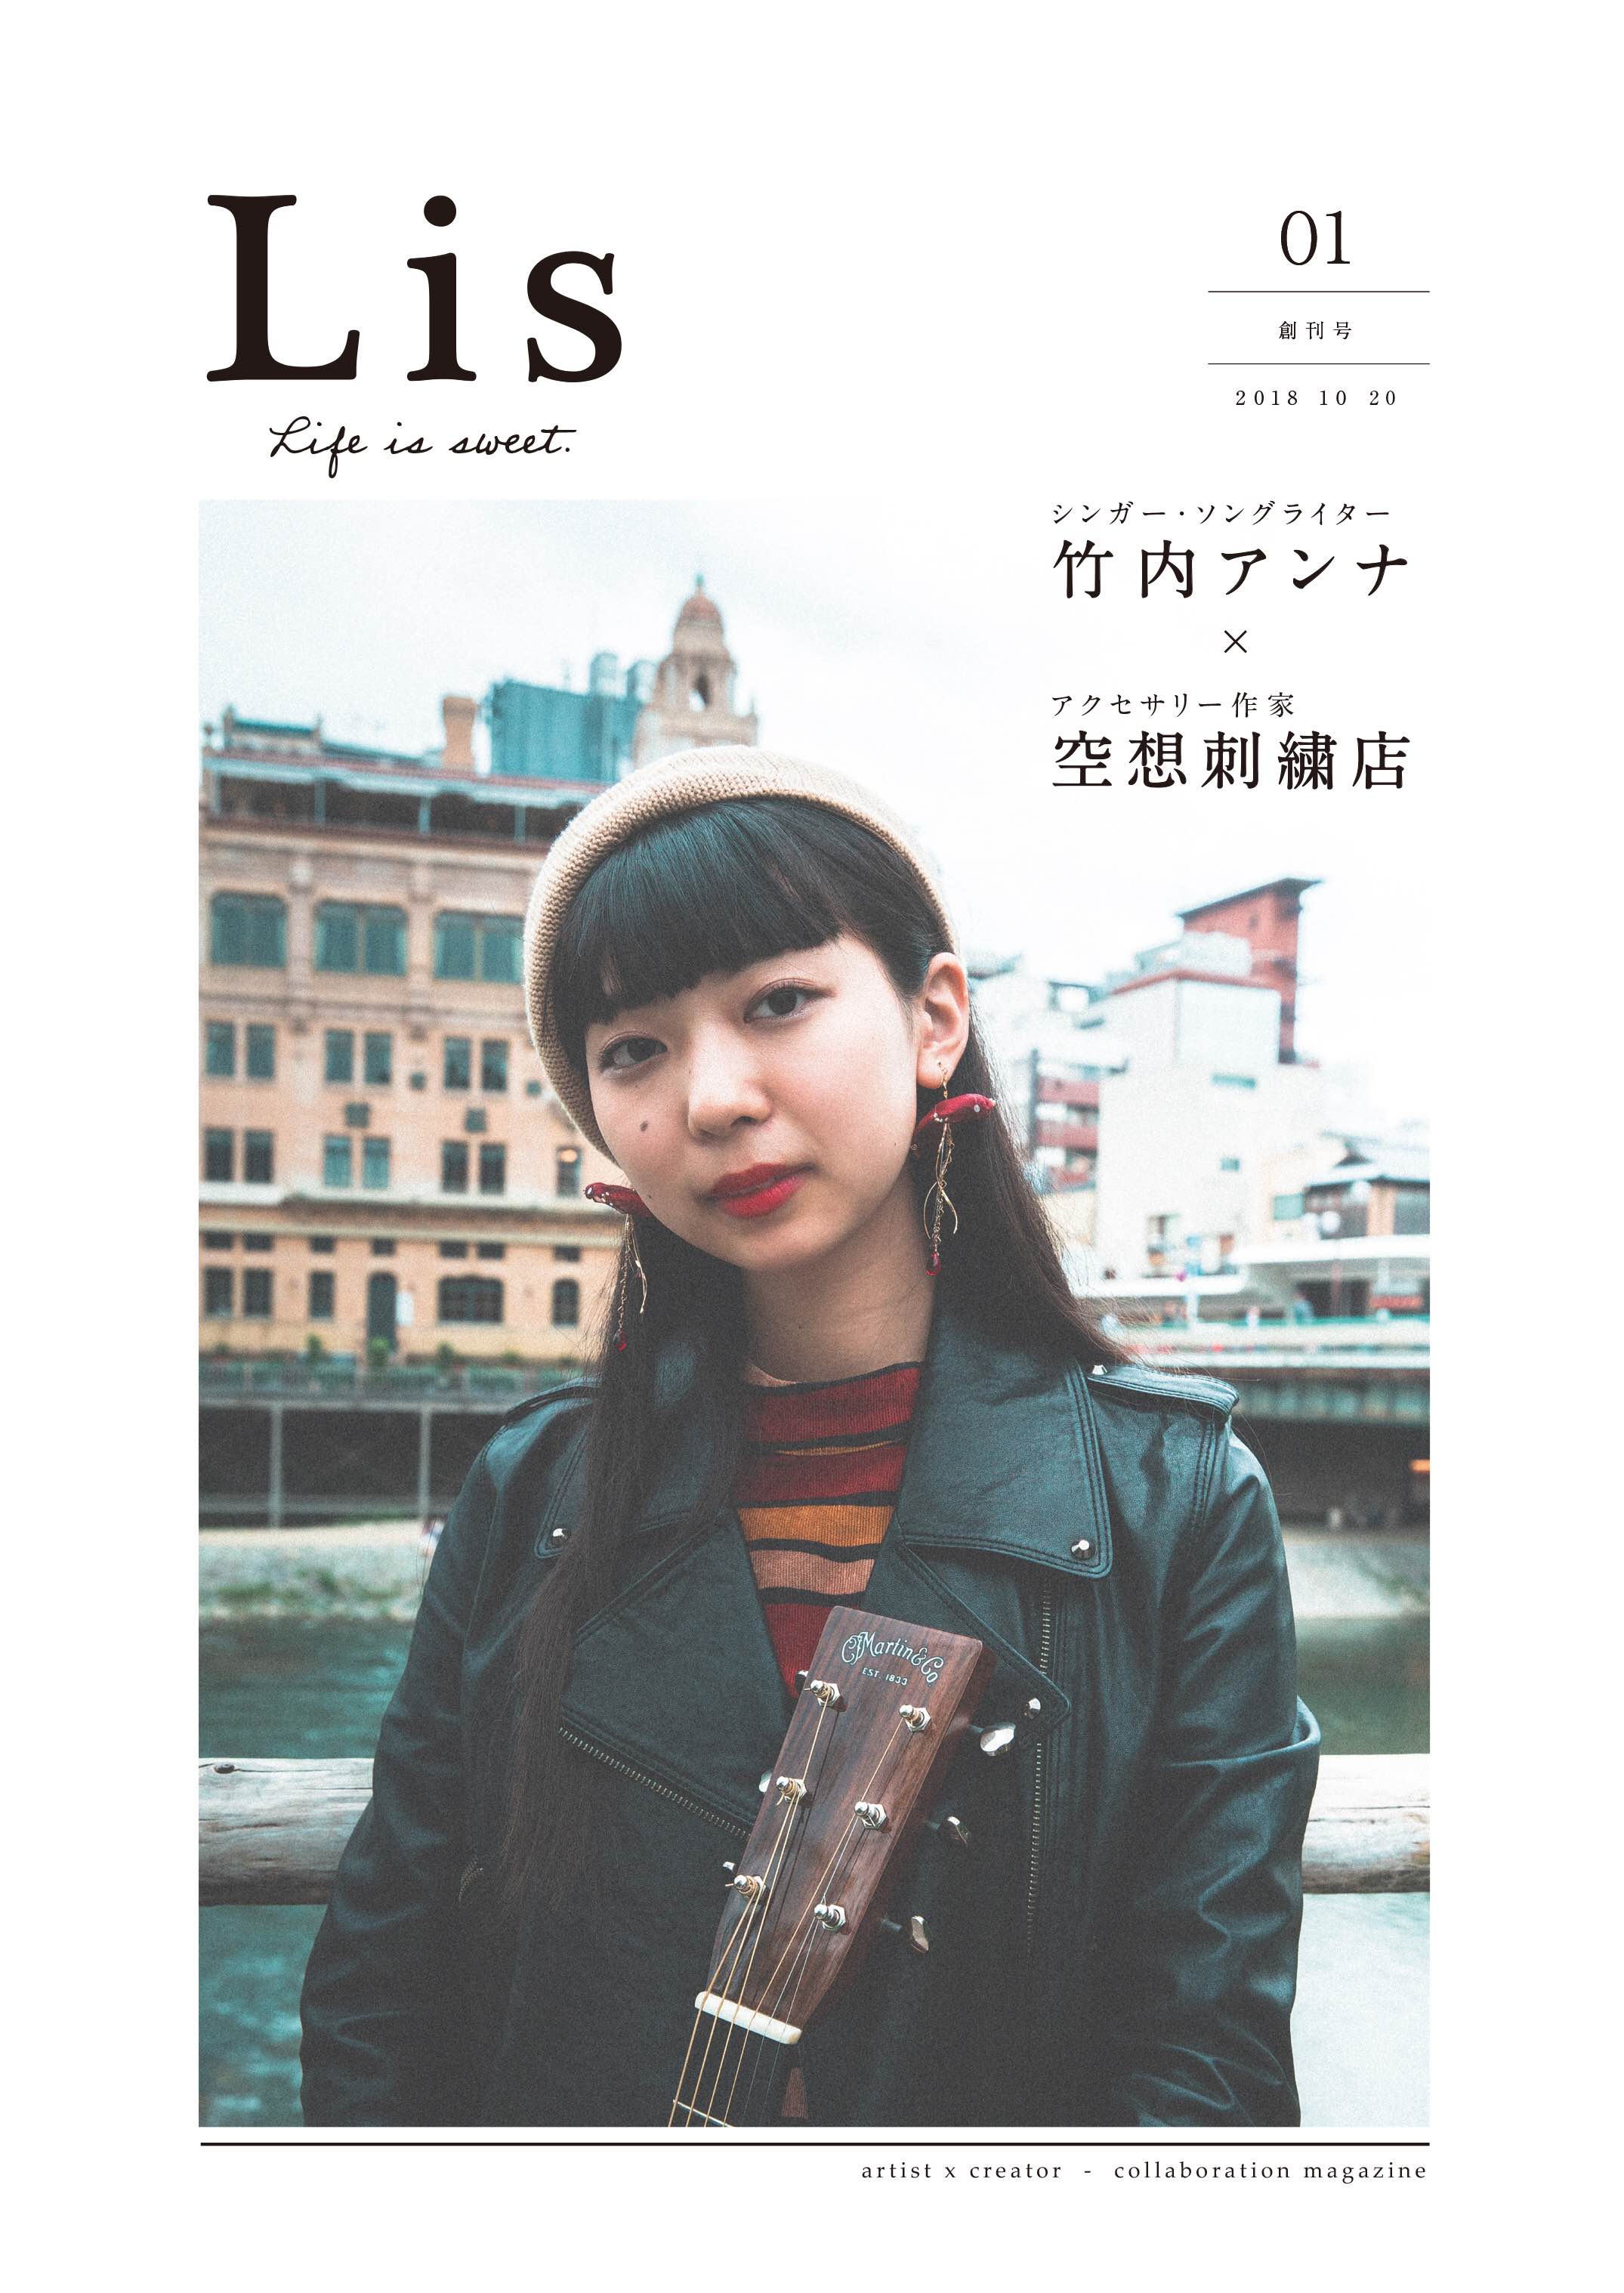 Lis
Life is sweet.
01
創刊号
2018 10 20
シンガー・ソングライター
竹内アンナ
×
アクセサリー作家
空想刺繍店
CF Martin & Co
EST. 1833
artist x creator - collaboration magazine